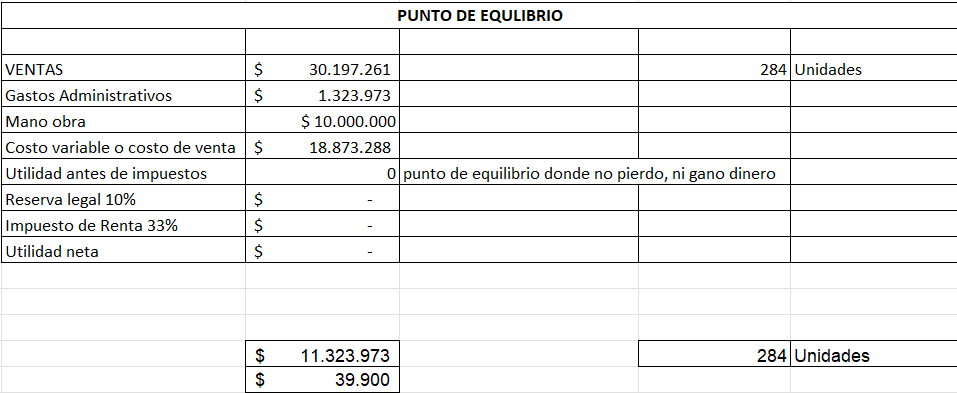 PUNTO DE EQULIBRIO
VENTAS $ 30.197.261 284 Unidades
Gastos Administrativos $ 1.323.973
Mano obra $ 10.000.000
Costo variable o costo de venta $ 18.873.288
Utilidad antes de impuestos 0 punto de equilibrio donde no pierdo, ni gano dinero
Reserva legal 10% $ -
Impuesto de Renta 33% $ -
Utilidad neta $ -
$ 11.323.973 284 Unidades
$ 39.900